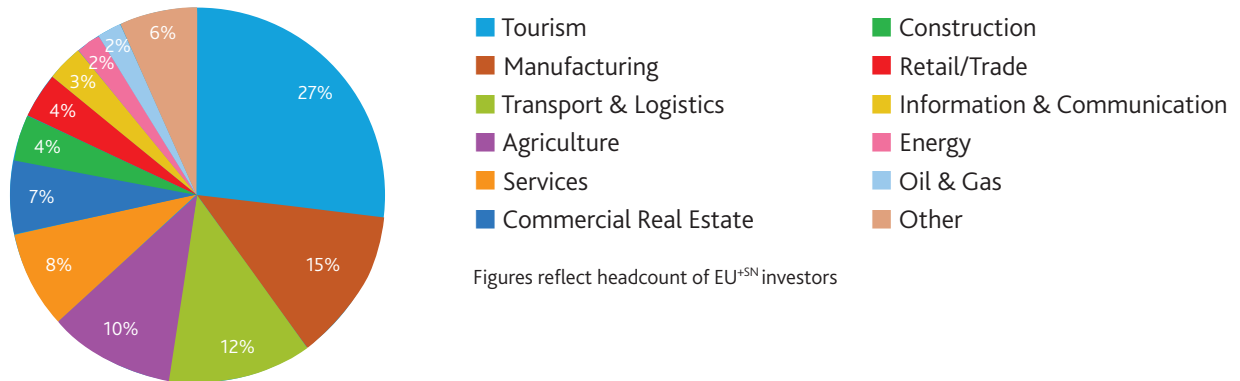 27%
15%
12%
10%
8%
7%
4%
4%
3%
2%
2%
6%
Tourism
Manufacturing
Transport & Logistics
Agriculture
Services
Commercial Real Estate
Construction
Retail/Trade
Information & Communication
Energy
Oil & Gas
Other
Figures reflect headcount of EU+SN investors